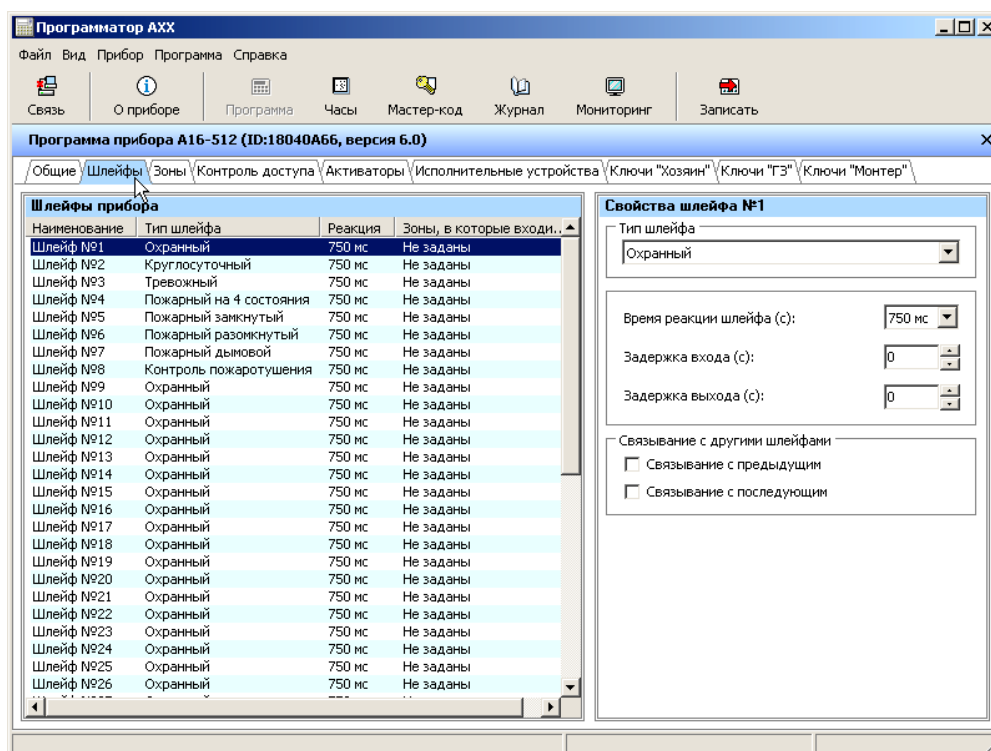 Программатор AXX
Файл Вид Прибор Программа Справка
Связь О приборе Программа Часы Мастер-код Журнал Мониторинг Записать
Программа прибора A16-512 (ID:18040A66, версия 6.0)
Общие Шлейфы Зоны Контроль доступа Активаторы Исполнительные устройства Ключи "Хозяин" Ключи "ГЗ" Ключи "Монтер"
Шлейфы прибора
Наименование Тип шлейфа Реакция Зоны, в которые входи..
Шлейф №1 Охранный 750 мс Не заданы
Шлейф №2 Круглосуточный 750 мс Не заданы
Шлейф №3 Тревожный 750 мс Не заданы
Шлейф №4 Пожарный на 4 состояния 750 мс Не заданы
Шлейф №5 Пожарный замкнутый 750 мс Не заданы
Шлейф №6 Пожарный разомкнутый 750 мс Не заданы
Шлейф №7 Пожарный дымовой 750 мс Не заданы
Шлейф №8 Контроль пожаротушения 750 мс Не заданы
Шлейф №9 Охранный 750 мс Не заданы
Шлейф №10 Охранный 750 мс Не заданы
Шлейф №11 Охранный 750 мс Не заданы
Шлейф №12 Охранный 750 мс Не заданы
Шлейф №13 Охранный 750 мс Не заданы
Шлейф №14 Охранный 750 мс Не заданы
Шлейф №15 Охранный 750 мс Не заданы
Шлейф №16 Охранный 750 мс Не заданы
Шлейф №17 Охранный 750 мс Не заданы
Шлейф №18 Охранный 750 мс Не заданы
Шлейф №19 Охранный 750 мс Не заданы
Шлейф №20 Охранный 750 мс Не заданы
Шлейф №21 Охранный 750 мс Не заданы
Шлейф №22 Охранный 750 мс Не заданы
Шлейф №23 Охранный 750 мс Не заданы
Шлейф №24 Охранный 750 мс Не заданы
Шлейф №25 Охранный 750 мс Не заданы
Шлейф №26 Охранный 750 мс Не заданы
Свойства шлейфа №1
Тип шлейфа
Охранный
Время реакции шлейфа (с): 750 мс
Задержка входа (с): 0
Задержка выхода (с): 0
Связывание с другими шлейфами
Связывание с предыдущим
Связывание с последующим